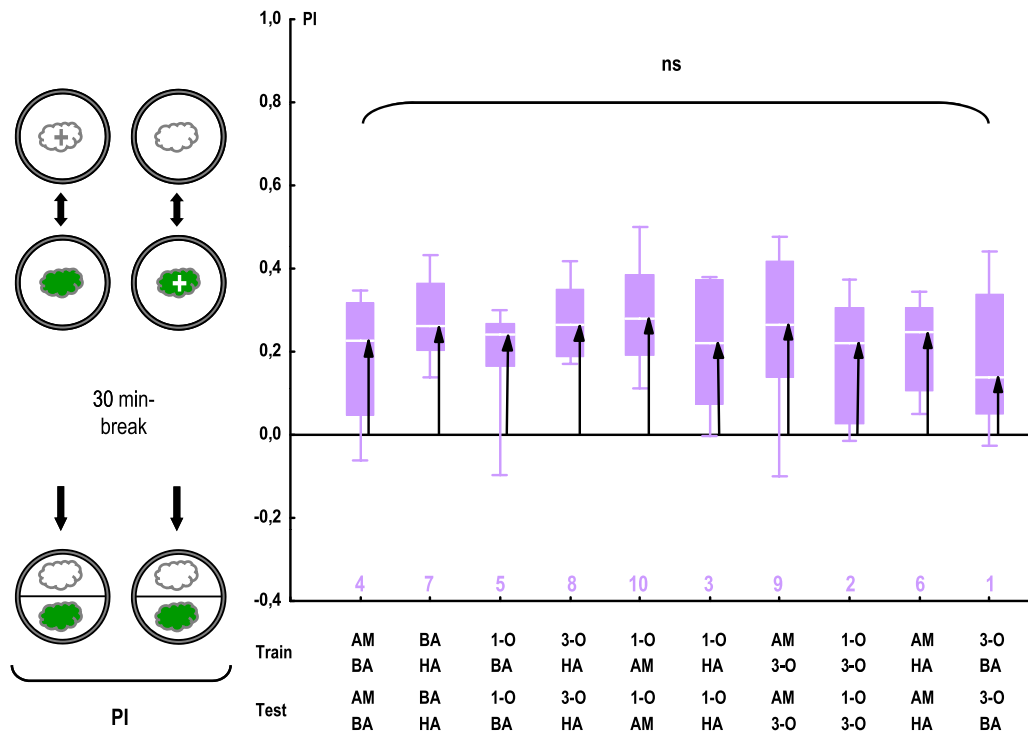 1,0 PI
ns
0,8
0,6
0,4
0,2
0,0
-0,2
-0,4
30 min-
break
PI
4 7 5 8 10 3 9 2 6 1
Train
AM BA 1-O 3-O 1-O 1-O AM 1-O AM 3-O
BA HA BA HA AM HA 3-O 3-O HA BA
Test
AM BA 1-O 3-O 1-O 1-O AM 1-O AM 3-O
BA HA BA HA AM HA 3-O 3-O HA BA